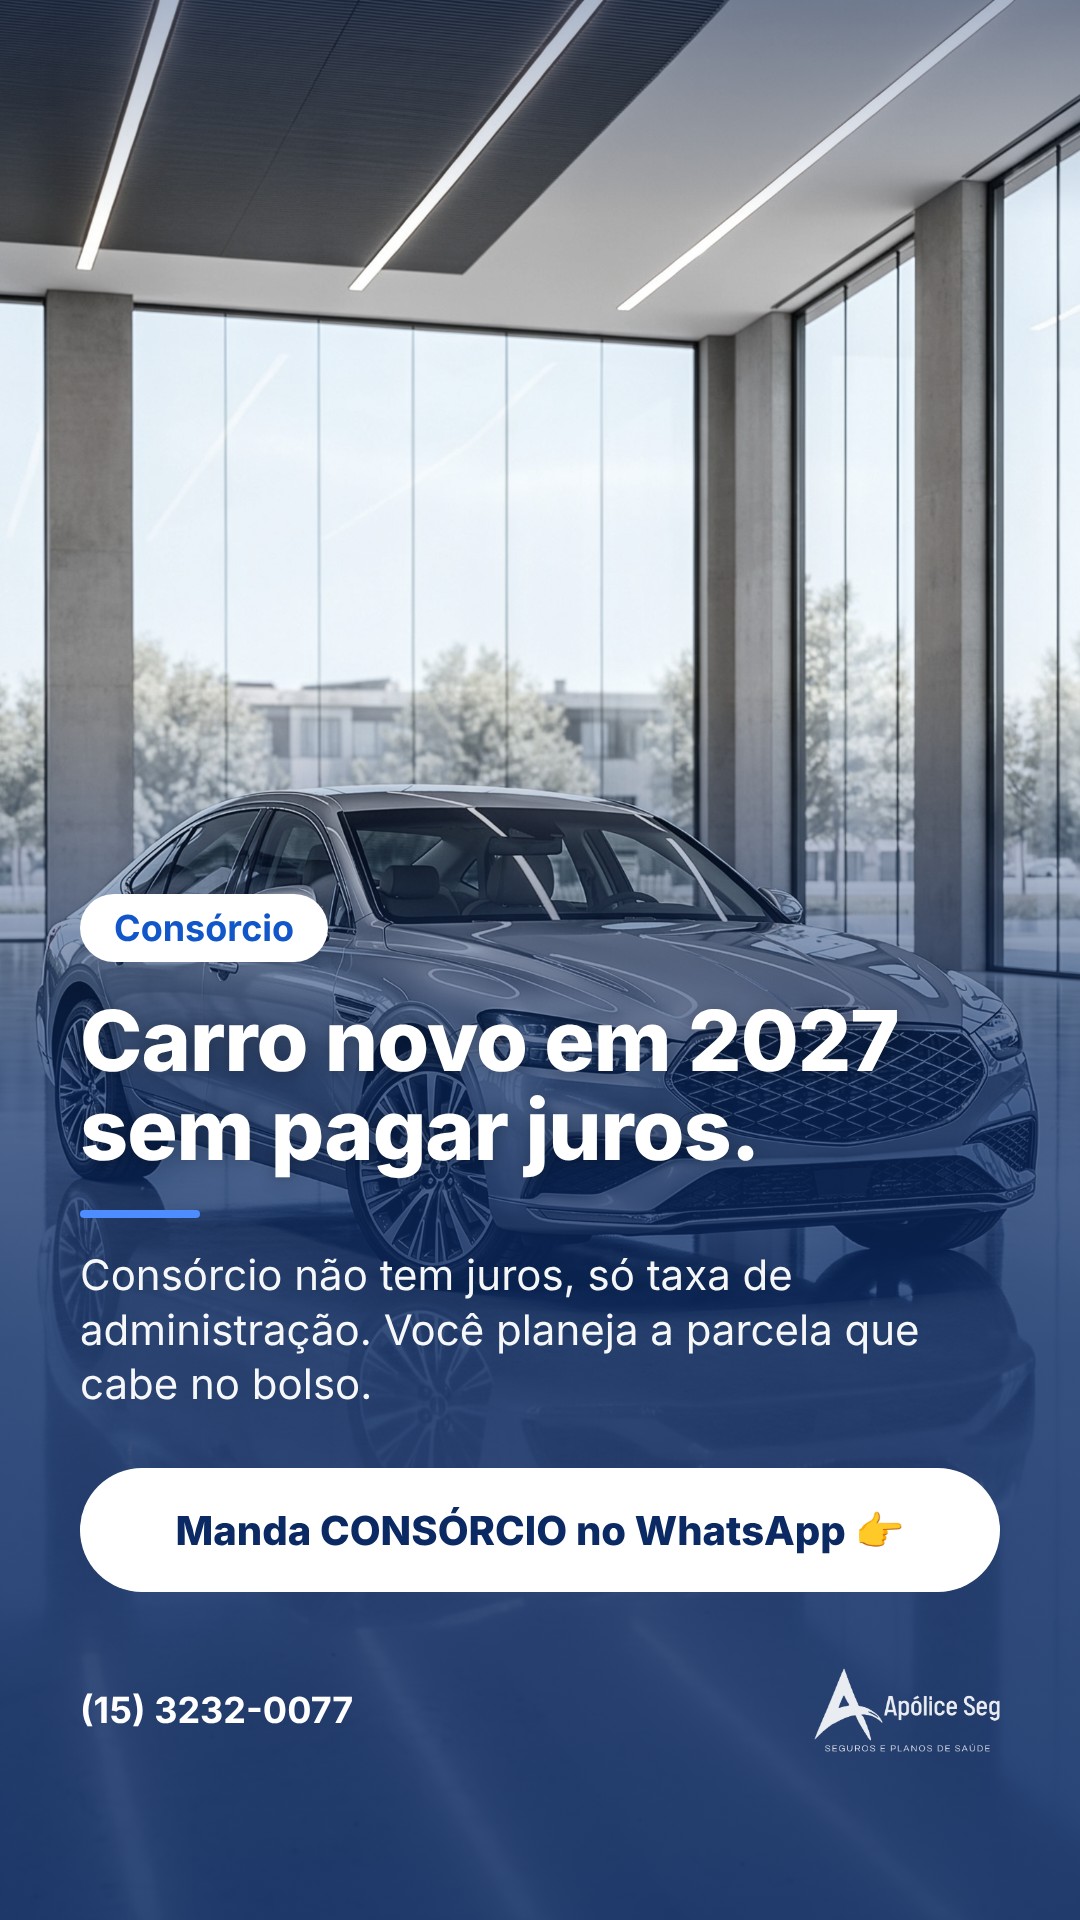 Consórcio
Carro novo em 2027
sem pagar juros.
Consórcio não tem juros, só taxa de
administração. Você planeja a parcela que
cabe no bolso.
Manda CONSÓRCIO no WhatsApp 👉
(15) 3232-0077
Apólice Seg
SEGUROS E PLANOS DE SAÚDE